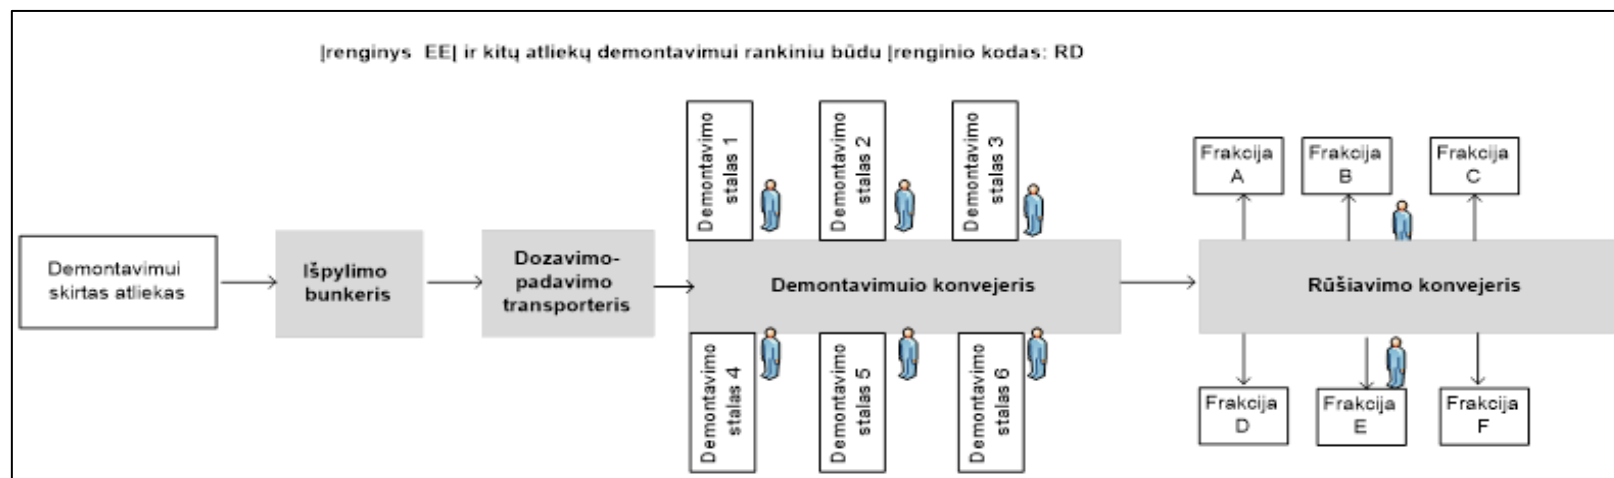 Įrenginys EEĮ ir kitų atliekų demontavimui rankiniu būdu Įrenginio kodas: RD
Demontavimo
stalas 1
Demontavimo
stalas 2
Demontavimo
stalas 3
Frakcija
A
Frakcija
B
Frakcija
C
Demontavimui
skirtas atliekas
Išpylimo
bunkeris
Dozavimo-
padavimo
transporteris
Demontavimuio konvejeris
Rūšiavimo konvejeris
Demontavimo
stalas 4
Demontavimo
stalas 5
Demontavimo
stalas 6
Frakcija
D
Frakcija
E
Frakcija
F